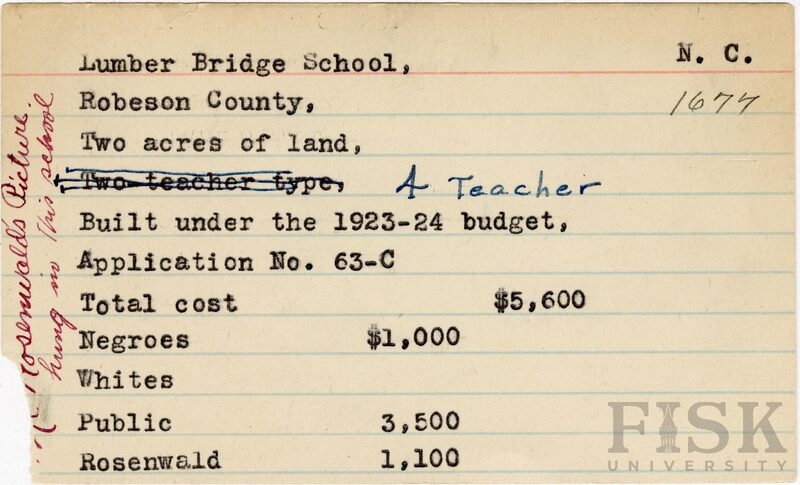 Lumber Bridge School, N. C.
Robeson County, 1677
Two acres of land,
Two teacher type, 4 Teacher
Built under the 1923-24 budget,
Application No. 63-C
Total cost $5,600
Negroes $1,000
Whites
Public 3,500
Rosenwald 1,100
Rosenwald's Picture.
hung in this school
FISK
UNIVERSITY